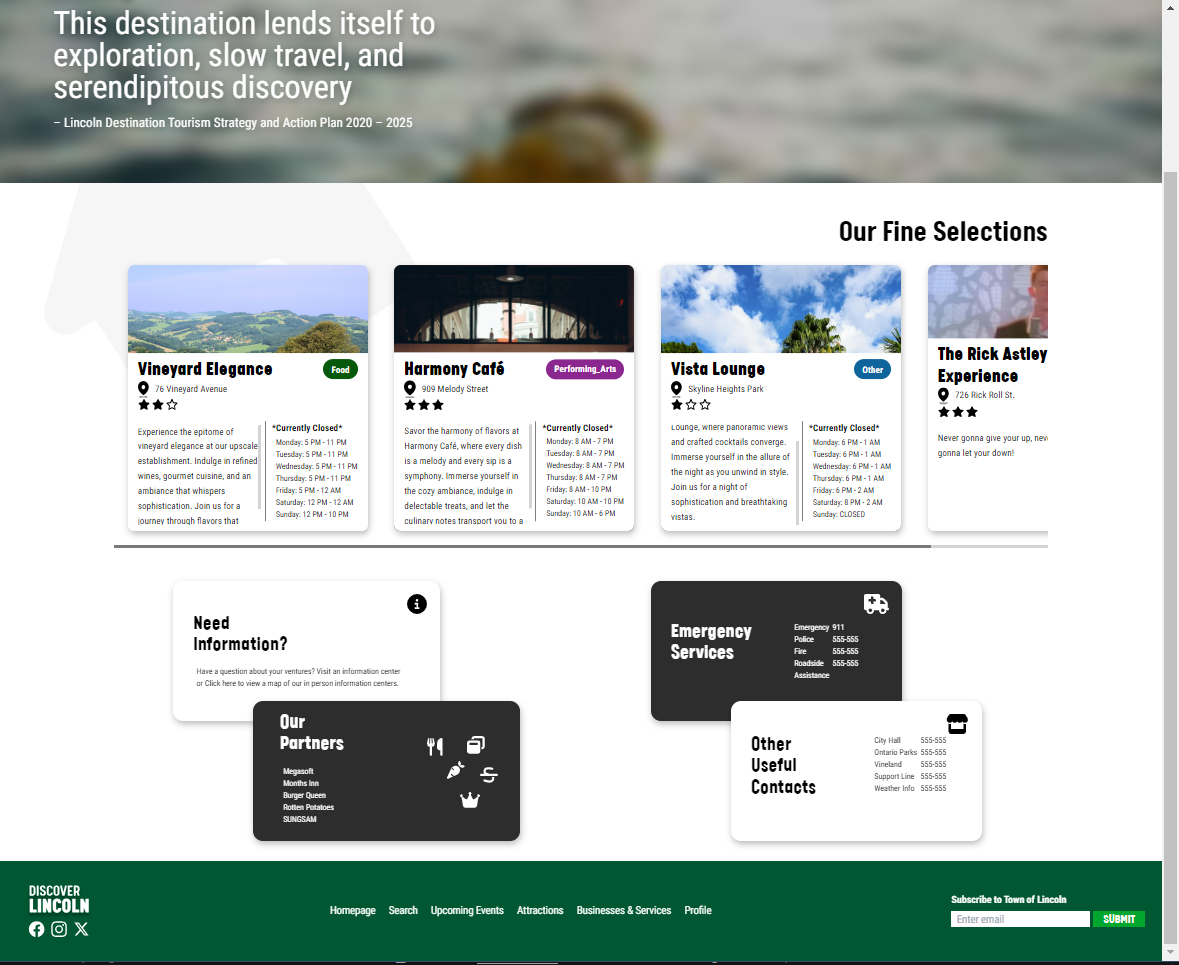 This destination lends itself to
exploration, slow travel, and
serendipitous discovery
– Lincoln Destination Tourism Strategy and Action Plan 2020 – 2025
Our Fine Selections
Vineyard Elegance
Food
76 Vineyard Avenue
Experience the epitome of
vineyard elegance at our upscale
establishment. Indulge in refined
wines, gourmet cuisine, and an
ambiance that whispers
sophistication. Join us for a
journey through flavors that
*Currently Closed*
Monday: 5 PM - 11 PM
Tuesday: 5 PM - 11 PM
Wednesday: 5 PM - 11 PM
Thursday: 5 PM - 11 PM
Friday: 5 PM - 12 AM
Saturday: 12 PM - 12 AM
Sunday: 12 PM - 10 PM
Harmony Café
Performing_Arts
909 Melody Street
Savor the harmony of flavors at
Harmony Café, where every dish
is a melody and every sip is a
symphony. Immerse yourself in
the cozy ambiance, indulge in
delectable treats, and let the
culinary notes transport you to a
*Currently Closed*
Monday: 8 AM - 7 PM
Tuesday: 8 AM - 7 PM
Wednesday: 8 AM - 7 PM
Thursday: 8 AM - 7 PM
Friday: 8 AM - 10 PM
Saturday: 10 AM - 10 PM
Sunday: 10 AM - 6 PM
Vista Lounge
Other
Skyline Heights Park
Lounge, where panoramic views
and crafted cocktails converge.
Immerse yourself in the allure of
the night as you unwind in style.
Join us for a night of
sophistication and breathtaking
vistas.
*Currently Closed*
Monday: 6 PM - 1 AM
Tuesday: 6 PM - 1 AM
Wednesday: 6 PM - 1 AM
Thursday: 6 PM - 1 AM
Friday: 6 PM - 2 AM
Saturday: 8 PM - 2 AM
Sunday: CLOSED
The Rick Astley
Experience
726 Rick Roll St.
Never gonna give your up, nev
gonna let your down!
Need
Information?
Have a question about your ventures? Visit an information center
or Click here to view a map of our in person information centers.
Our
Partners
Megasoft
Months Inn
Burger Queen
Rotten Potatoes
SUNGSAM
Emergency
Services
Emergency 911
Police 555-555
Fire 555-555
Roadside 555-555
Assistance
Other
Useful
Contacts
City Hall 555-555
Ontario Parks 555-555
Vineland 555-555
Support Line 555-555
Weather Info 555-555
DISCOVER
LINCOLN
Homepage Search Upcoming Events Attractions Businesses & Services Profile
Subscribe to Town of Lincoln
Enter email SUBMIT